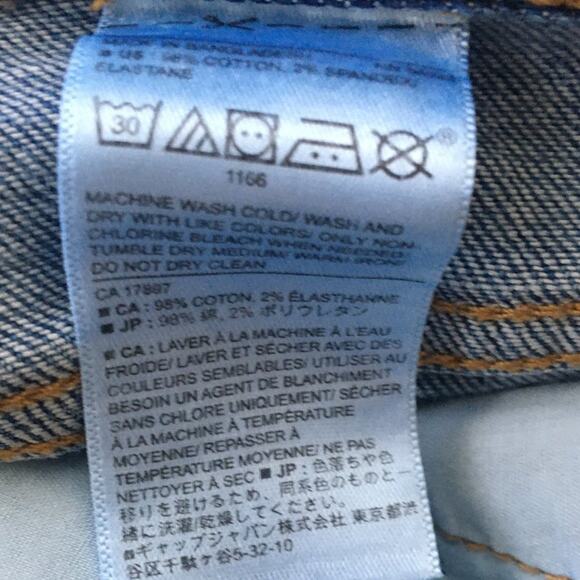 MADE IN BANGLADESH
■ US : 98% COTTON, 2% SPANDEX/
ELASTANE
30
®
1166
MACHINE WASH COLD/ WASH AND
DRY WITH LIKE COLORS/ ONLY NON-
CHLORINE BLEACH WHEN NEEDED/
TUMBLE DRY MEDIUM/ WARM IRON/
DO NOT DRY CLEAN
CA 17897
■ CA : 98% COTON, 2% ÉLASTHANNE
■ JP : 98% 綿, 2% ポリウレタン
■ CA : LAVER À LA MACHINE À L'EAU
FROIDE/ LAVER ET SÉCHER AVEC DES
COULEURS SEMBLABLES/ UTILISER AU
BESOIN UN AGENT DE BLANCHIMENT
SANS CHLORE UNIQUEMENT/ SÉCHER
À LA MACHINE À TEMPÉRATURE
MOYENNE/ REPASSER À
TEMPÉRATURE MOYENNE/ NE PAS
NETTOYER À SEC ■ JP : 色落ちや色
移りを避けるため、同系色のものと一
緒に洗濯/乾燥してください。
@ギャップジャパン株式会社 東京都渋
谷区千駄ヶ谷5-32-10